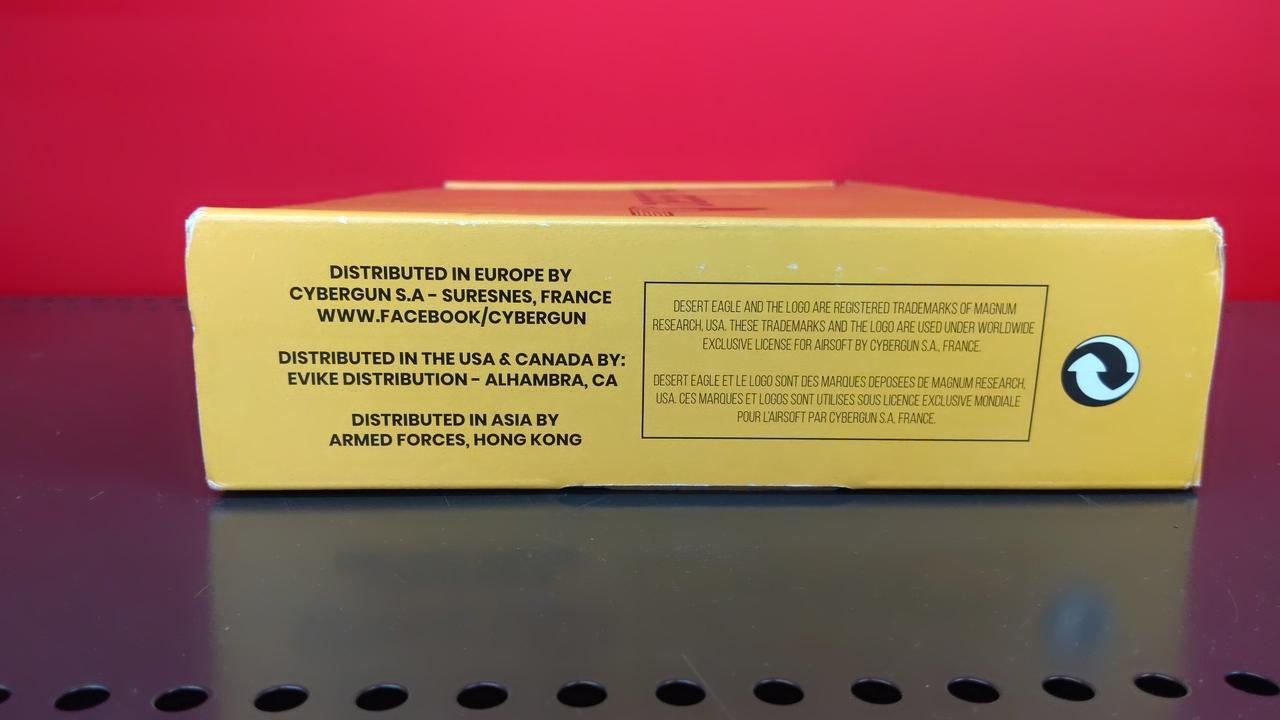 DISTRIBUTED IN EUROPE BY
CYBERGUN S.A - SURESNES, FRANCE
WWW.FACEBOOK/CYBERGUN
DISTRIBUTED IN THE USA & CANADA BY:
EVIKE DISTRIBUTION - ALHAMBRA, CA
DISTRIBUTED IN ASIA BY
ARMED FORCES, HONG KONG
DESERT EAGLE AND THE LOGO ARE REGISTERED TRADEMARKS OF MAGNUM
RESEARCH, USA. THESE TRADEMARKS AND THE LOGO ARE USED UNDER WORLDWIDE
EXCLUSIVE LICENSE FOR AIRSOFT BY CYBERGUN S.A., FRANCE.
DESERT EAGLE ET LE LOGO SONT DES MARQUES DEPOSEES DE MAGNUM RESEARCH,
USA. CES MARQUES ET LOGOS SONT UTILISES SOUS LICENCE EXCLUSIVE MONDIALE
POUR L'AIRSOFT PAR CYBERGUN S.A. FRANCE.